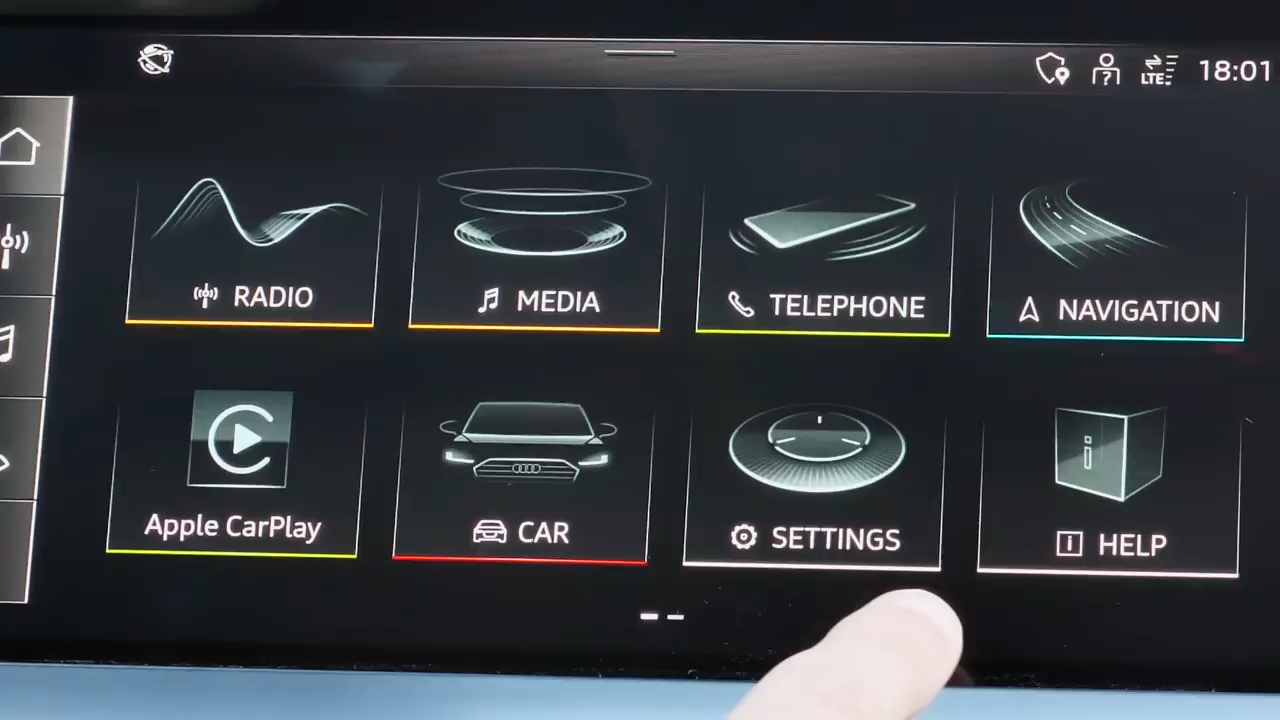 LTE 18:01
RADIO MEDIA TELEPHONE NAVIGATION
Apple CarPlay CAR SETTINGS HELP